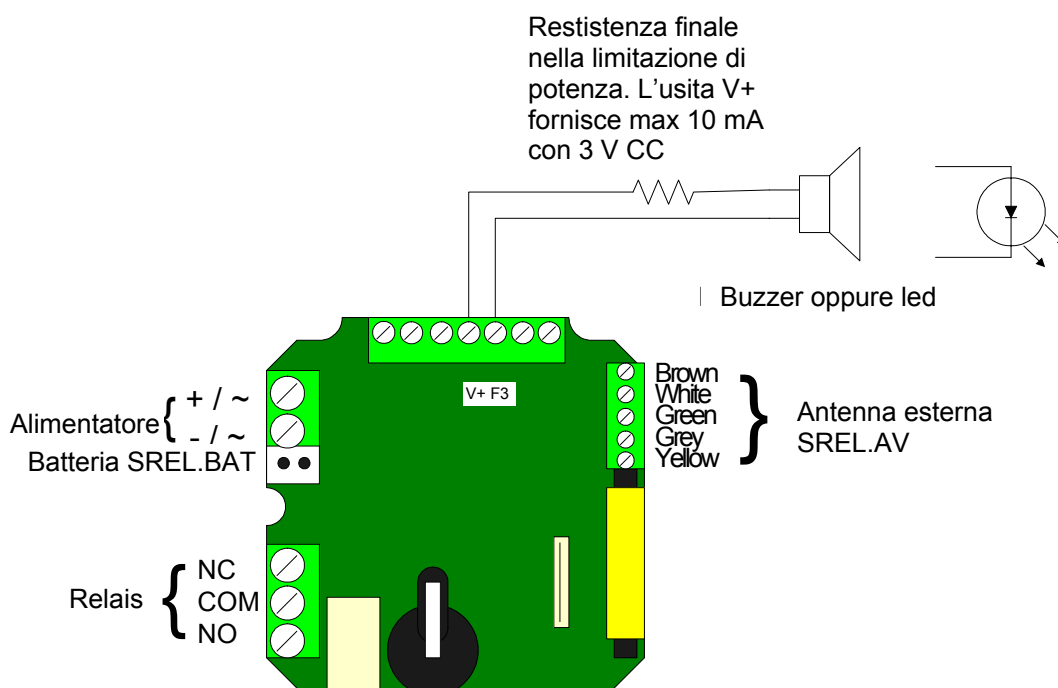 Restistenza finale
nella limitazione di
potenza. L'usita V+
fornisce max 10 mA
con 3 V CC
Buzzer oppure led
V+ F3
Alimentatore
+ / ~
- / ~
Batteria SREL.BAT
Relais
NC
COM
NO
Brown
White
Green
Grey
Yellow
Antenna esterna
SREL.AV